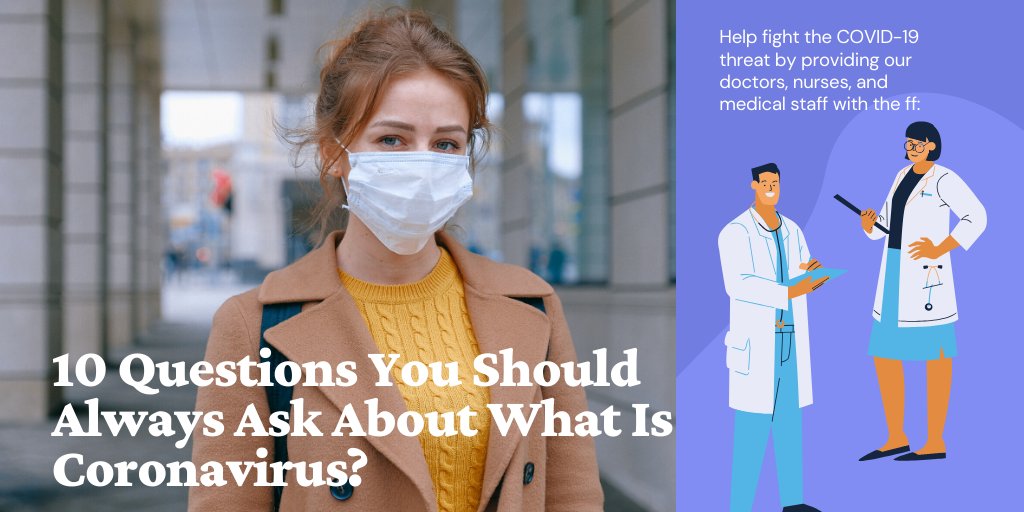 10 Questions You Should
Always Ask About What Is
Coronavirus?
Help fight the COVID-19
threat by providing our
doctors, nurses, and
medical staff with the ff: